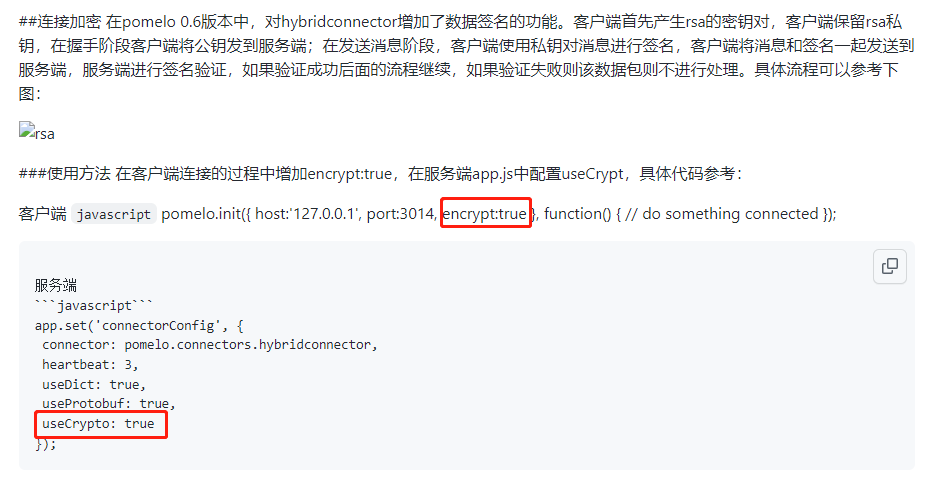 ##连接加密 在pomelo 0.6版本中，对hybridconnector增加了数据签名的功能。客户端首先产生rsa的密钥对，客户端保留rsa私
钥，在握手阶段客户端将公钥发到服务端；在发送消息阶段，客户端使用私钥对消息进行签名，客户端将消息和签名一起发送到
服务端，服务端进行签名验证，如果验证成功后面的流程继续，如果验证失败则该数据包则不进行处理。具体流程可以参考下
图：
rsa
###使用方法 在客户端连接的过程中增加encrypt:true，在服务端app.js中配置useCrypt，具体代码参考：
客户端 javascript pomelo.init({ host:'127.0.0.1', port:3014, encrypt:true }, function() { // do something connected });
服务端
```javascript```
app.set('connectorConfig', {
connector: pomelo.connectors.hybridconnector,
heartbeat: 3,
useDict: true,
useProtobuf: true,
useCrypto: true
});